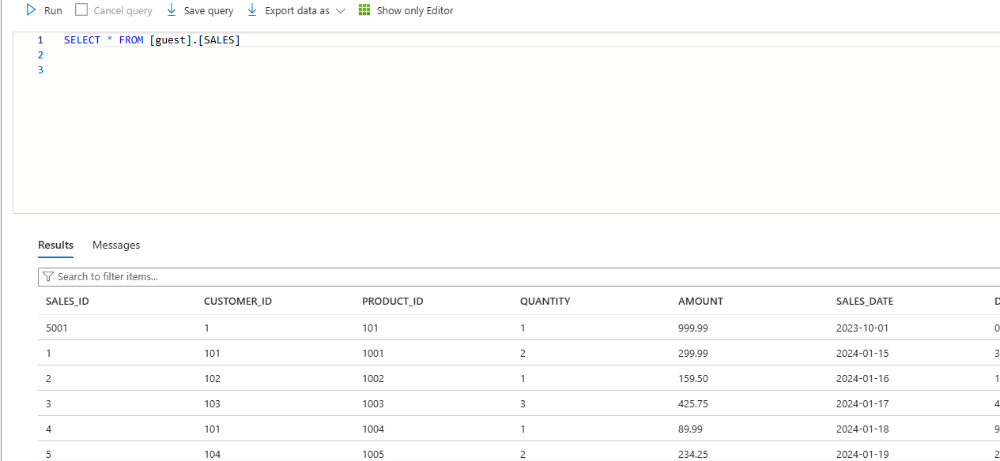 Run Cancel query Save query Export data as Show only Editor
1 SELECT * FROM [guest].[SALES]
2
3
Results Messages
Search to filter items...
SALES_ID CUSTOMER_ID PRODUCT_ID QUANTITY AMOUNT SALES_DATE
5001 1 101 1 999.99 2023-10-01 0
1 101 1001 2 299.99 2024-01-15 3
2 102 1002 1 159.50 2024-01-16 1
3 103 1003 3 425.75 2024-01-17 4
4 101 1004 1 89.99 2024-01-18 9
5 104 1005 2 234.25 2024-01-19 2